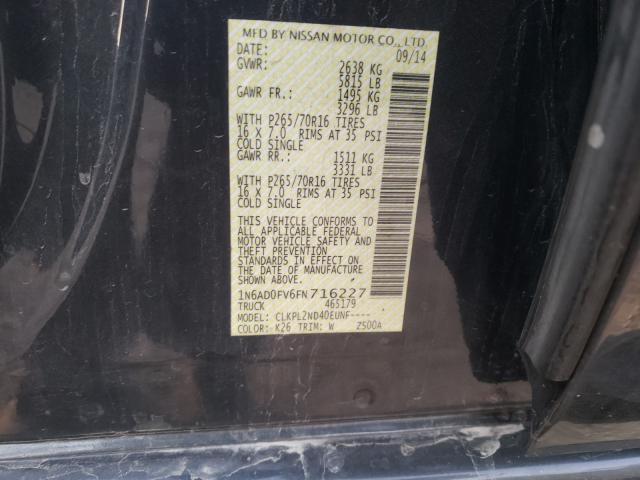 MFD BY NISSAN MOTOR CO., LTD.
DATE: 09/14
GVWR: 2638 KG
5815 LB
GAWR FR.: 1495 KG
3296 LB
WITH P265/70R16 TIRES
16 X 7.0 RIMS AT 35 PSI
COLD SINGLE
GAWR RR.: 1511 KG
3331 LB
WITH P265/70R16 TIRES
16 X 7.0 RIMS AT 35 PSI
COLD SINGLE
THIS VEHICLE CONFORMS TO
ALL APPLICABLE FEDERAL
MOTOR VEHICLE SAFETY AND
THEFT PREVENTION
STANDARDS IN EFFECT ON
THE DATE OF MANUFACTURE
SHOWN ABOVE.
1N6AD0FV6FN716227
TRUCK 465179
MODEL: CLKPL2ND40EUNF----
COLOR: K26 TRIM: W Z500A